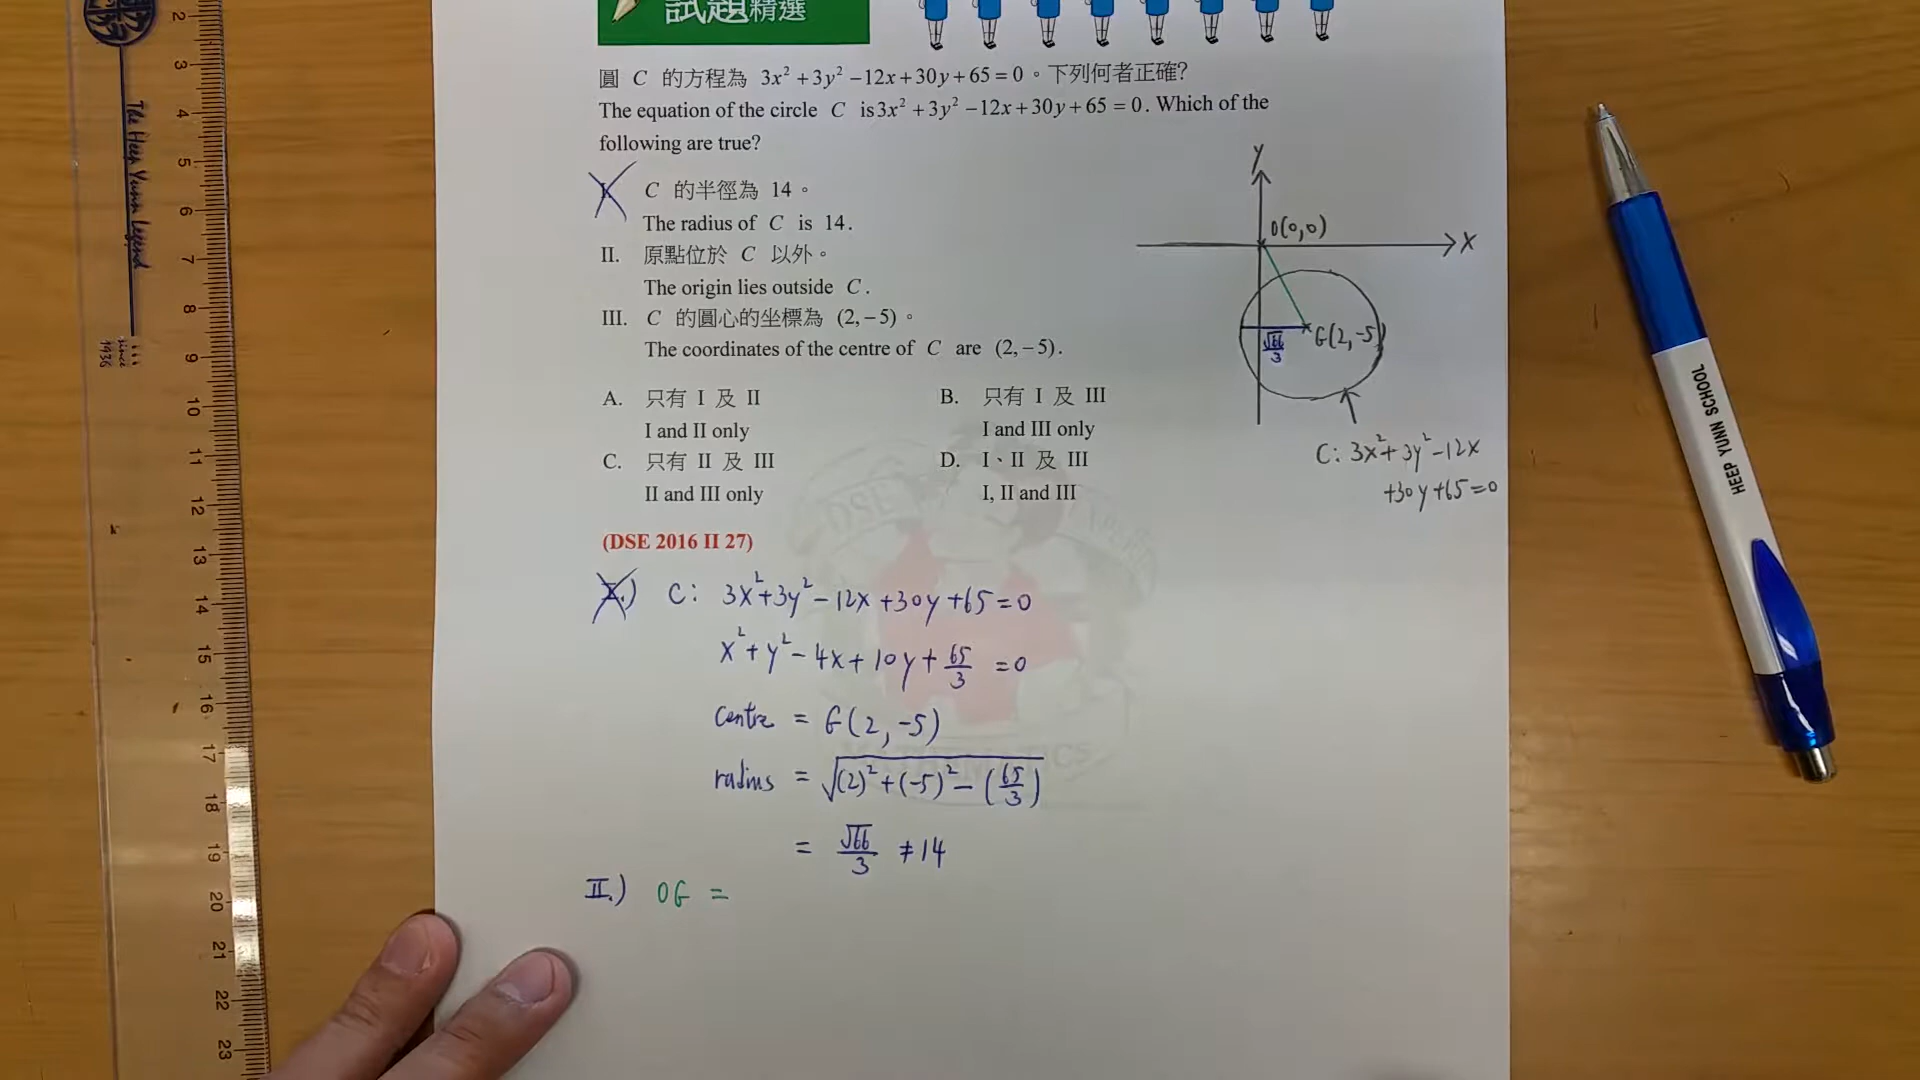 試題精選
圓 C 的方程為 3x² + 3y² − 12x + 30y + 65 = 0 。下列何者正確?
The equation of the circle C is 3x² + 3y² − 12x + 30y + 65 = 0. Which of the
following are true?
I. C 的半徑為 14 。
The radius of C is 14.
II. 原點位於 C 以外。
The origin lies outside C.
III. C 的圓心的坐標為 (2, −5) 。
The coordinates of the centre of C are (2, −5).
A. 只有 I 及 II
I and II only
B. 只有 I 及 III
I and III only
C. 只有 II 及 III
II and III only
D. I、II 及 III
I, II and III
(DSE 2016 II 27)
y
O(0,0)
x
G(2,-5)
√66/3
C: 3x²+3y²-12x
+30y+65=0
I.) C: 3x²+3y²-12x+30y+65=0
x²+y²-4x+10y+65/3=0
centre = G(2,-5)
radius = √((2)²+(-5)²-(65/3))
= √66/3 ≠14
II.) OG =
DSE
EXPERT
MATHEMATICS
The Heep Yunn Legend
since
1936
2
3
4
5
6
7
8
9
10
11
12
13
14
15
16
17
18
19
20
21
22
23
HEEP YUNN SCHOOL